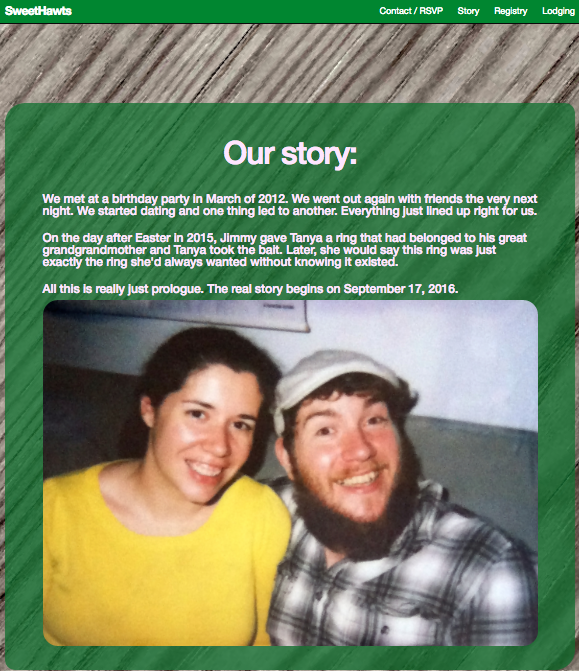 SweetHawts
Contact / RSVP Story Registry Lodging
Our story:
We met at a birthday party in March of 2012. We went out again with friends the very next
night. We started dating and one thing led to another. Everything just lined up right for us.
On the day after Easter in 2015, Jimmy gave Tanya a ring that had belonged to his great
grandgrandmother and Tanya took the bait. Later, she would say this ring was just
exactly the ring she'd always wanted without knowing it existed.
All this is really just prologue. The real story begins on September 17, 2016.